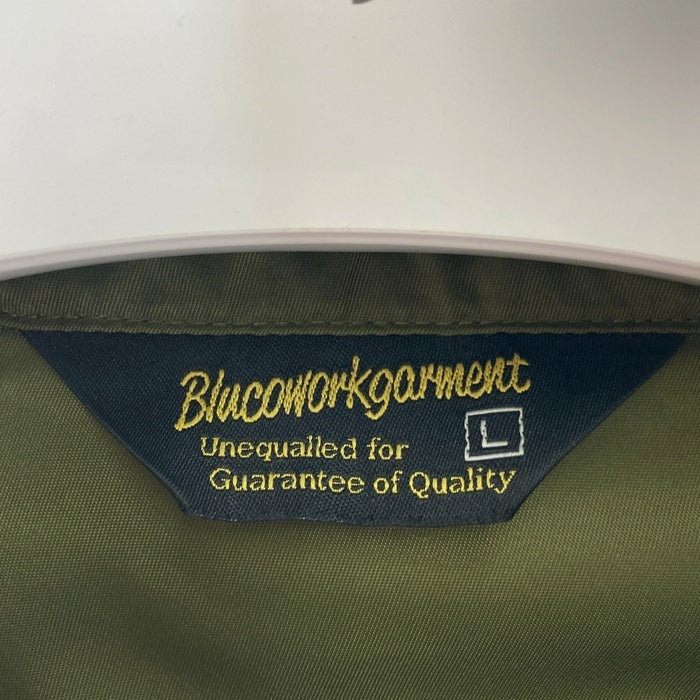 Blucoworkgarment
L
Unequalled for
Guarantee of Quality